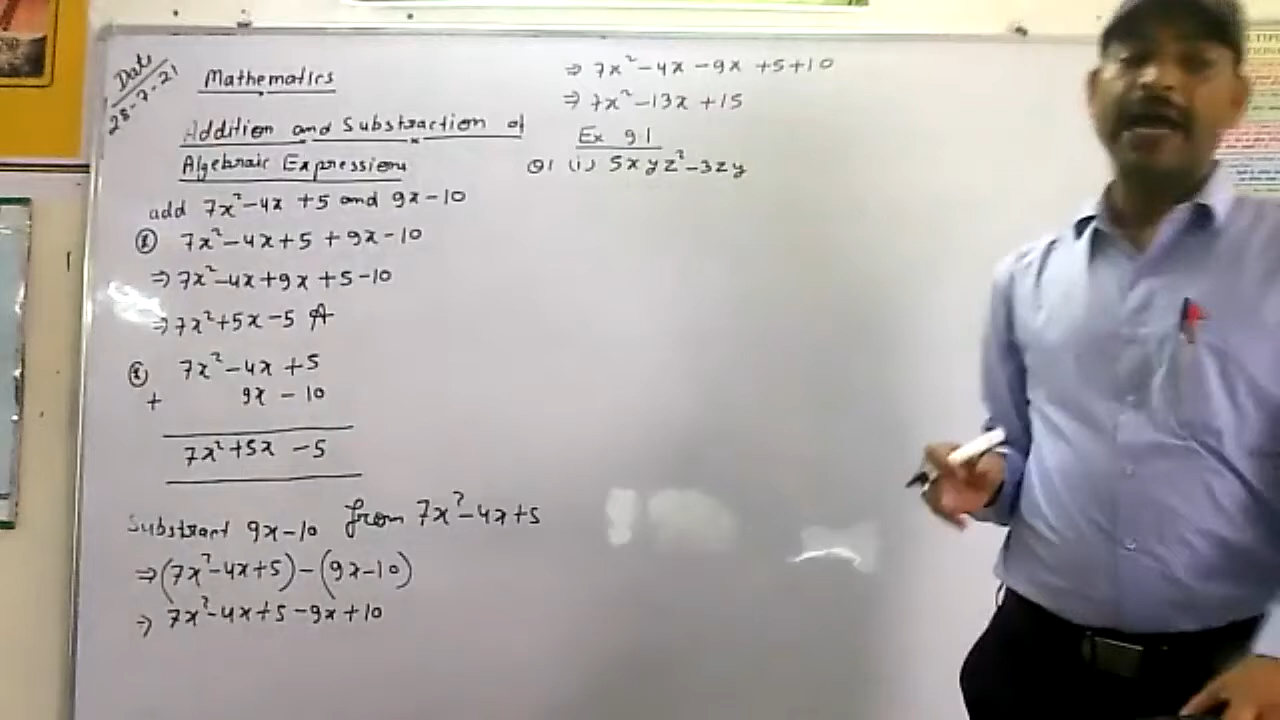 Date
28-7-21
Mathematics
Addition and Substraction of
Algebraic Expressions
add 7x²-4x+5 and 9x-10
7x²-4x+5+9x-10
⇒7x²-4x+9x+5-10
⇒7x²+5x-5 A
7x²-4x+5
+ 9x-10
7x²+5x-5
Substract 9x-10 from 7x²-4x+5
⇒(7x²-4x+5)-(9x-10)
⇒ 7x²-4x+5-9x+10
⇒ 7x²-4x-9x+5+10
⇒ 7x²-13x+15
Ex 9.1
Q1 (i) 5xyz²-3zy